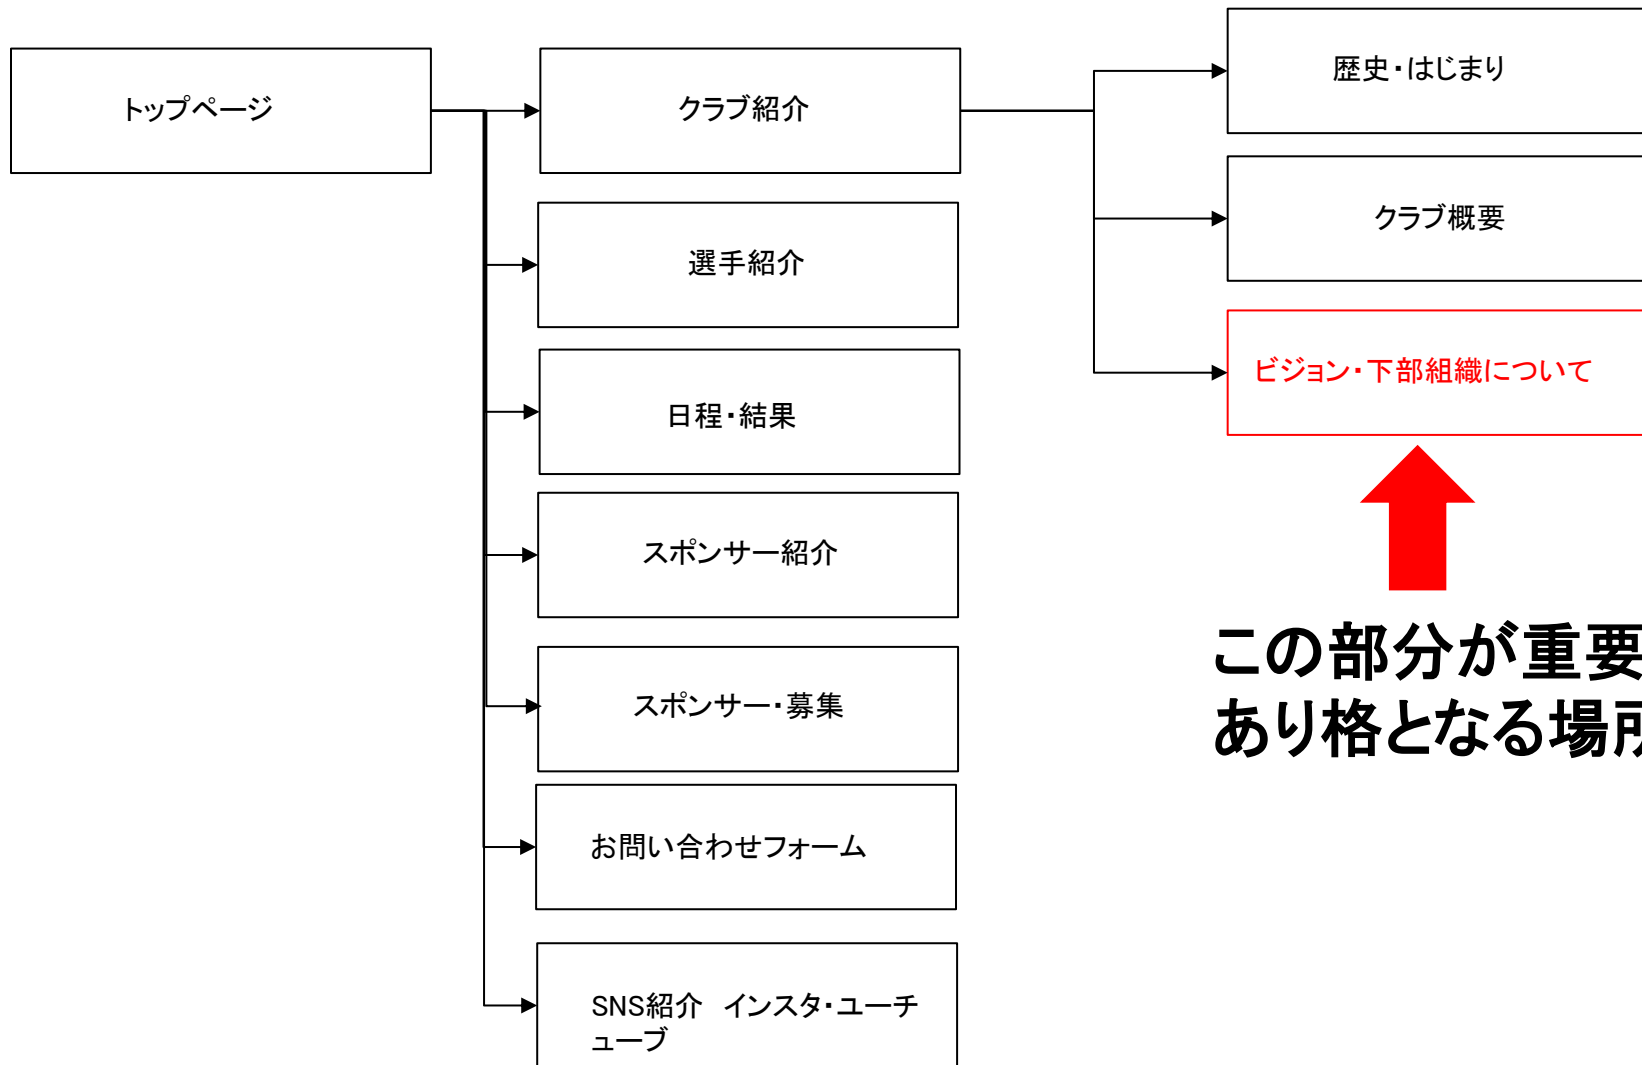 トップページ
クラブ紹介
選手紹介
日程・結果
スポンサー紹介
スポンサー・募集
お問い合わせフォーム
SNS紹介　インスタ・ユーチ
ューブ
歴史・はじまり
クラブ概要
ビジョン・下部組織について
この部分が重要
あり格となる場所